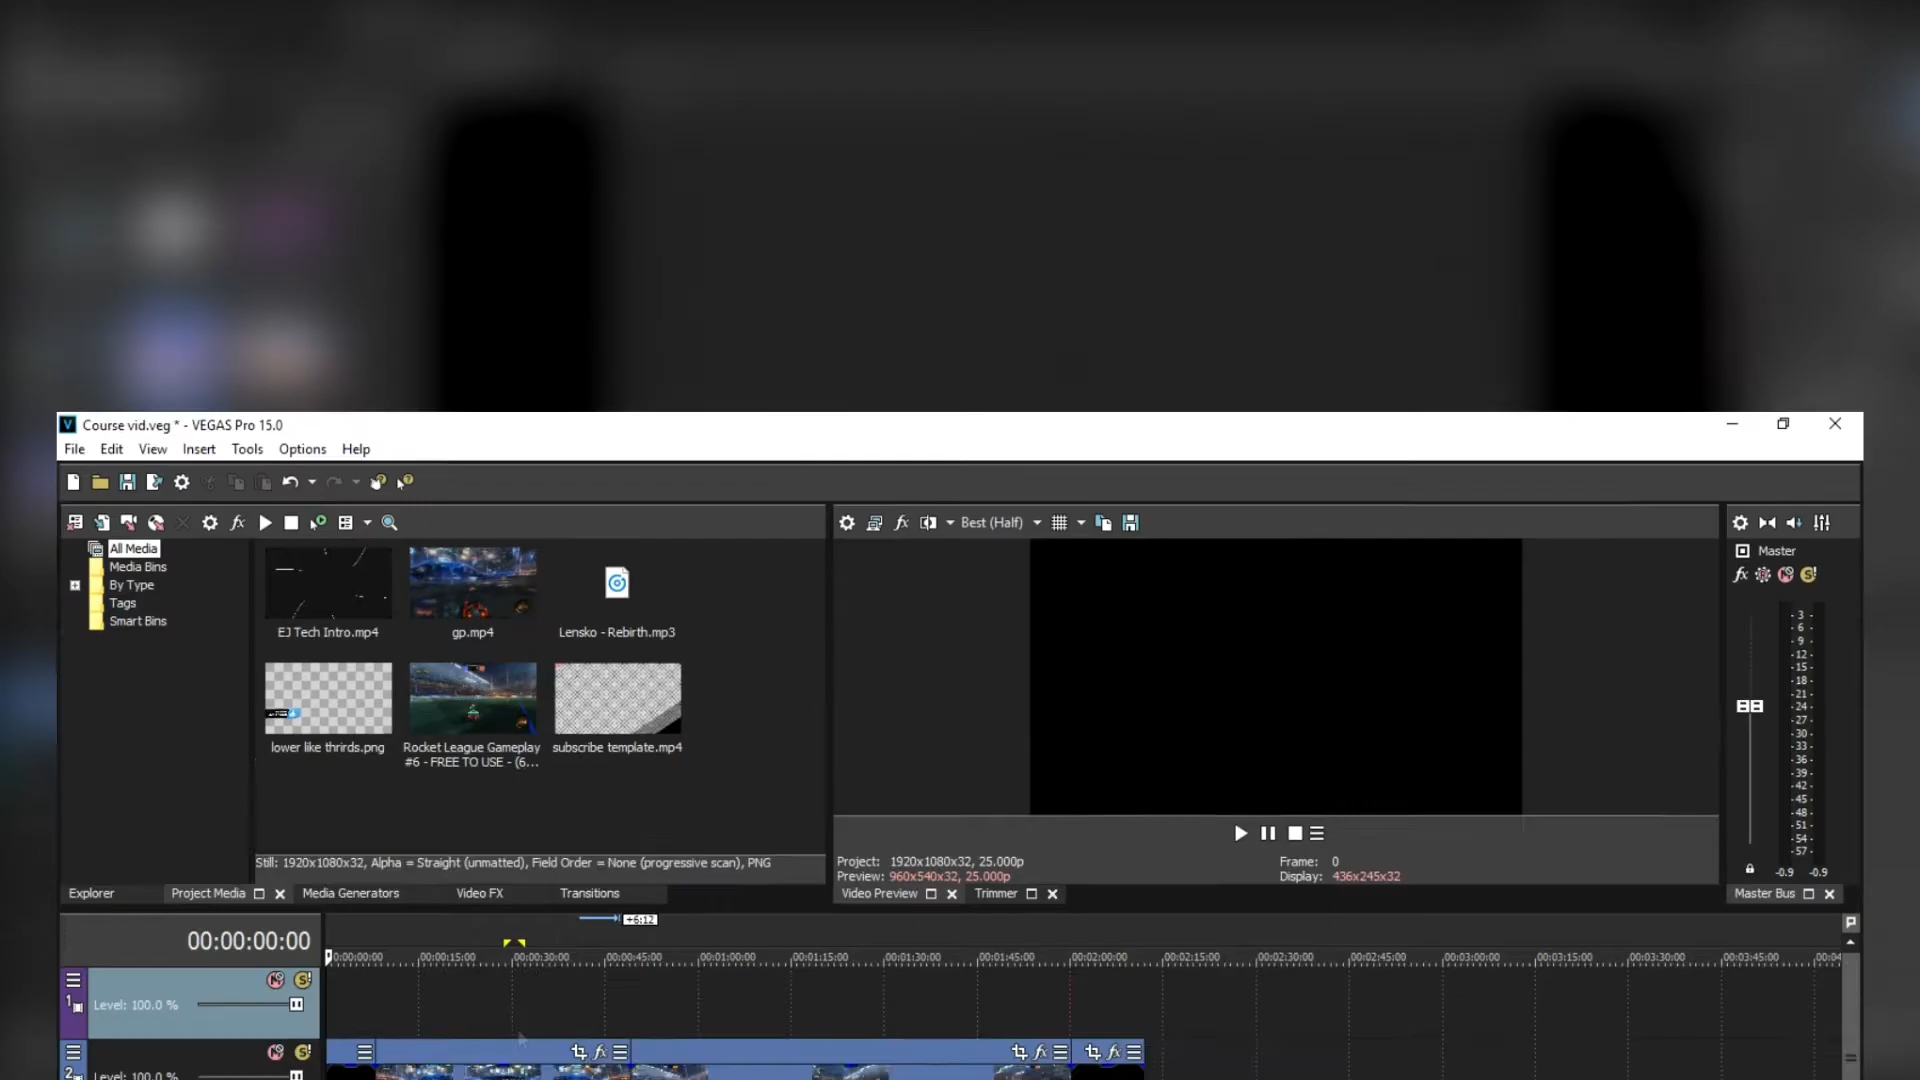 Course vid.veg * - VEGAS Pro 15.0
File Edit View Insert Tools Options Help
Best (Half)
All Media
Media Bins
By Type
Tags
Smart Bins
EJ Tech Intro.mp4
gp.mp4
Lensko - Rebirth.mp3
lower like thrirds.png
Rocket League Gameplay
#6 - FREE TO USE - (6...
subscribe template.mp4
Still: 1920x1080x32, Alpha = Straight (unmatted), Field Order = None (progressive scan), PNG
Explorer Project Media Media Generators Video FX Transitions
Project: 1920x1080x32, 25.000p
Preview: 960x540x32, 25.000p
Frame: 0
Display: 436x245x32
Video Preview Trimmer
Master
-3-
-6-
-9-
-12-
-15-
-18-
-21-
-24-
-27-
-30-
-33-
-36-
-39-
-42-
-45-
-48-
-51-
-54-
-57-
-0.9 -0.9
Master Bus
+6:12
00:00:00:00
0:00:00:00 00:00:15:00 00:00:30:00 00:00:45:00 00:01:00:00 00:01:15:00 00:01:30:00 00:01:45:00 00:02:00:00 00:02:15:00 00:02:30:00 00:02:45:00 00:03:00:00 00:03:15:00 00:03:30:00 00:03:45:00 00:04
1
Level: 100.0 %
2
Level: 100.0 %